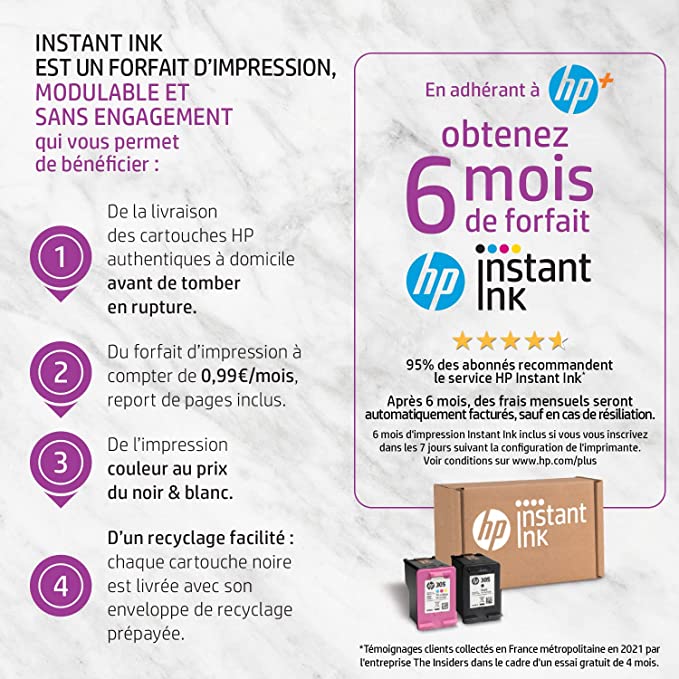 INSTANT INK
EST UN FORFAIT D'IMPRESSION,
MODULABLE ET
SANS ENGAGEMENT
qui vous permet
de bénéficier :
1
De la livraison
des cartouches HP
authentiques à domicile
avant de tomber
en rupture.
2
Du forfait d'impression à
compter de 0,99€/mois,
report de pages inclus.
3
De l'impression
couleur au prix
du noir & blanc.
4
D'un recyclage facilité :
chaque cartouche noire
est livrée avec son
enveloppe de recyclage
prépayée.
En adhérant à hp+
obtenez
6 mois
de forfait
hp instant
ink
95% des abonnés recommandent
le service HP Instant Ink*
Après 6 mois, des frais mensuels seront
automatiquement facturés, sauf en cas de résiliation.
6 mois d'impression Instant Ink inclus si vous vous inscrivez
dans les 7 jours suivant la configuration de l'imprimante.
Voir conditions sur www.hp.com/plus
hp instant
ink
305
305
*Témoignages clients collectés en France métropolitaine en 2021 par
l'entreprise The Insiders dans le cadre d'un essai gratuit de 4 mois.